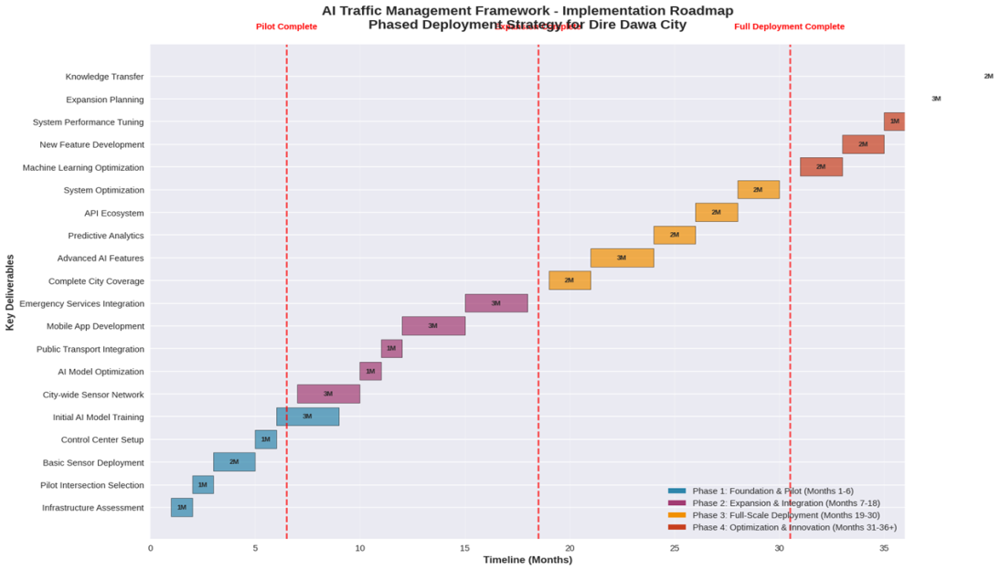 AI Traffic Management Framework - Implementation Roadmap
Phased Deployment Strategy for Dire Dawa City
Pilot Complete
Expansion Complete
Full Deployment Complete
Key Deliverables
Knowledge Transfer
2M
Expansion Planning
3M
System Performance Tuning
1M
New Feature Development
2M
Machine Learning Optimization
2M
System Optimization
2M
API Ecosystem
2M
Predictive Analytics
2M
Advanced AI Features
3M
Complete City Coverage
2M
Emergency Services Integration
3M
Mobile App Development
3M
Public Transport Integration
1M
AI Model Optimization
1M
City-wide Sensor Network
3M
Initial AI Model Training
3M
Control Center Setup
1M
Basic Sensor Deployment
2M
Pilot Intersection Selection
1M
Infrastructure Assessment
1M
Phase 1: Foundation & Pilot (Months 1-6)
Phase 2: Expansion & Integration (Months 7-18)
Phase 3: Full-Scale Deployment (Months 19-30)
Phase 4: Optimization & Innovation (Months 31-36+)
0 5 10 15 20 25 30 35
Timeline (Months)